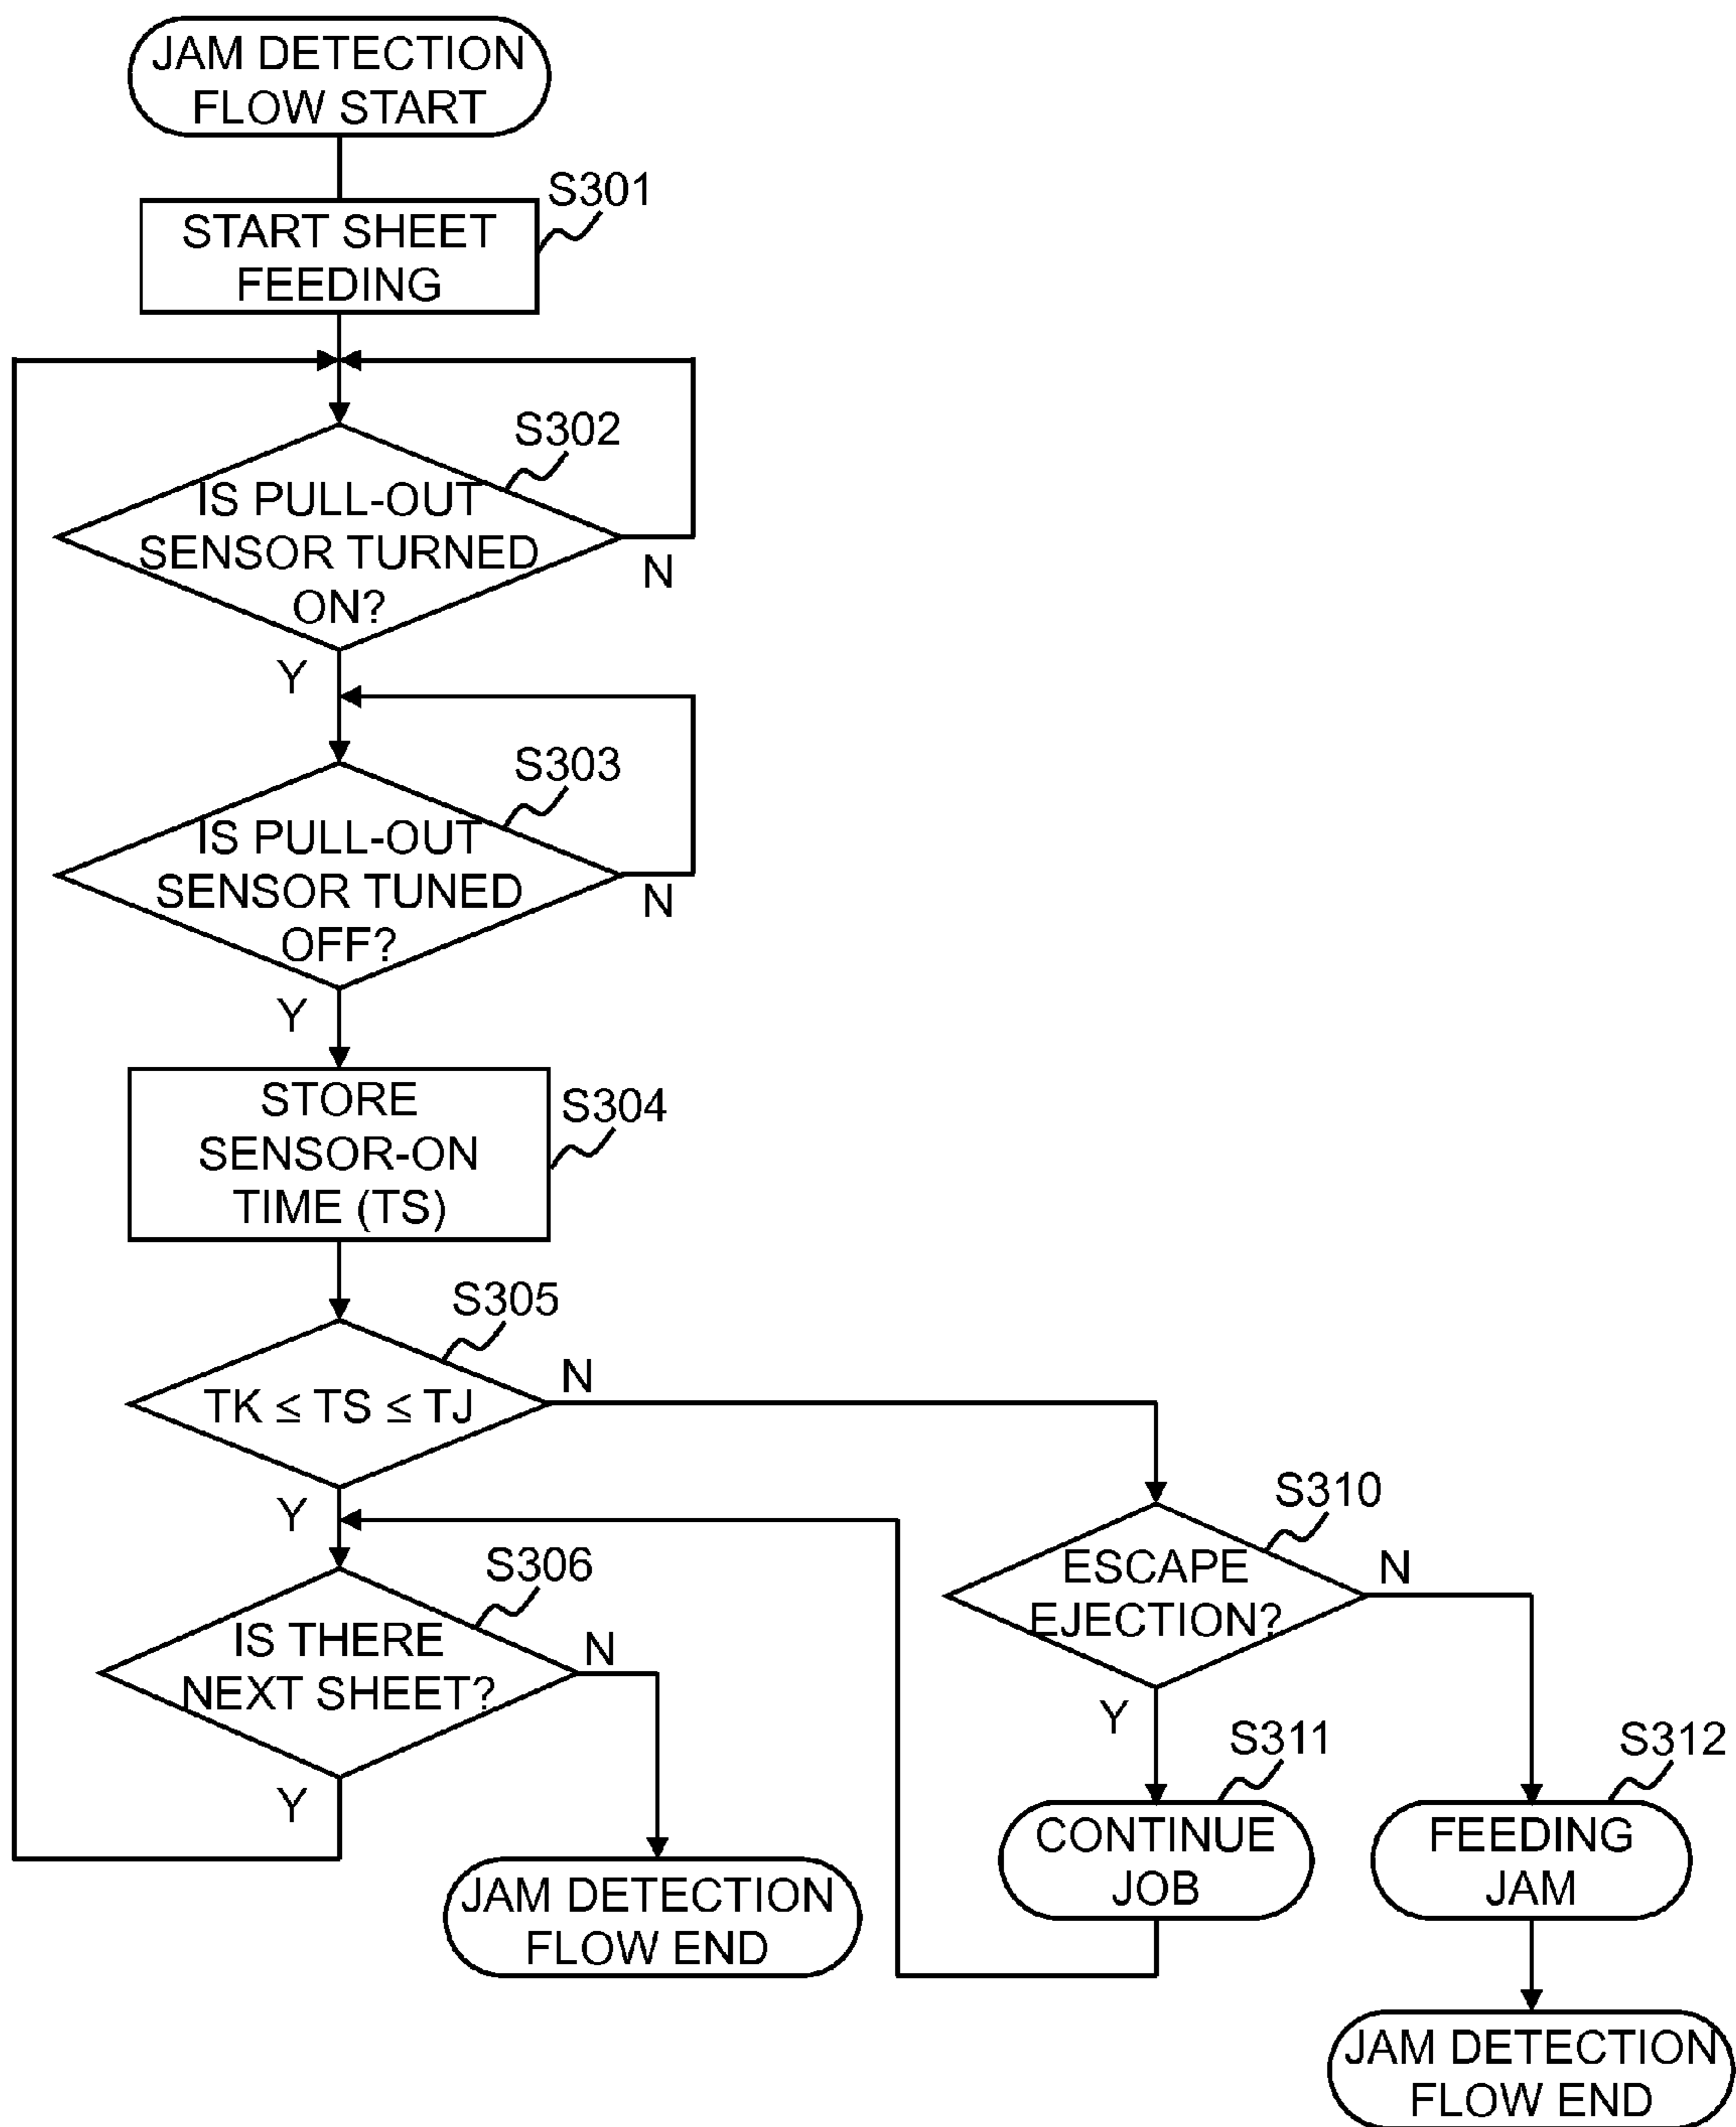 JAM DETECTION
FLOW START
S301
START SHEET
FEEDING
S302
IS PULL-OUT
SENSOR TURNED
ON?
N
Y
S303
IS PULL-OUT
SENSOR TUNED
OFF?
N
Y
S304
STORE
SENSOR-ON
TIME (TS)
S305
TK ≤ TS ≤ TJ
N
Y
S310
ESCAPE
EJECTION?
N
Y
S306
IS THERE
NEXT SHEET?
N
Y
JAM DETECTION
FLOW END
S311
CONTINUE
JOB
S312
FEEDING
JAM
JAM DETECTION
FLOW END